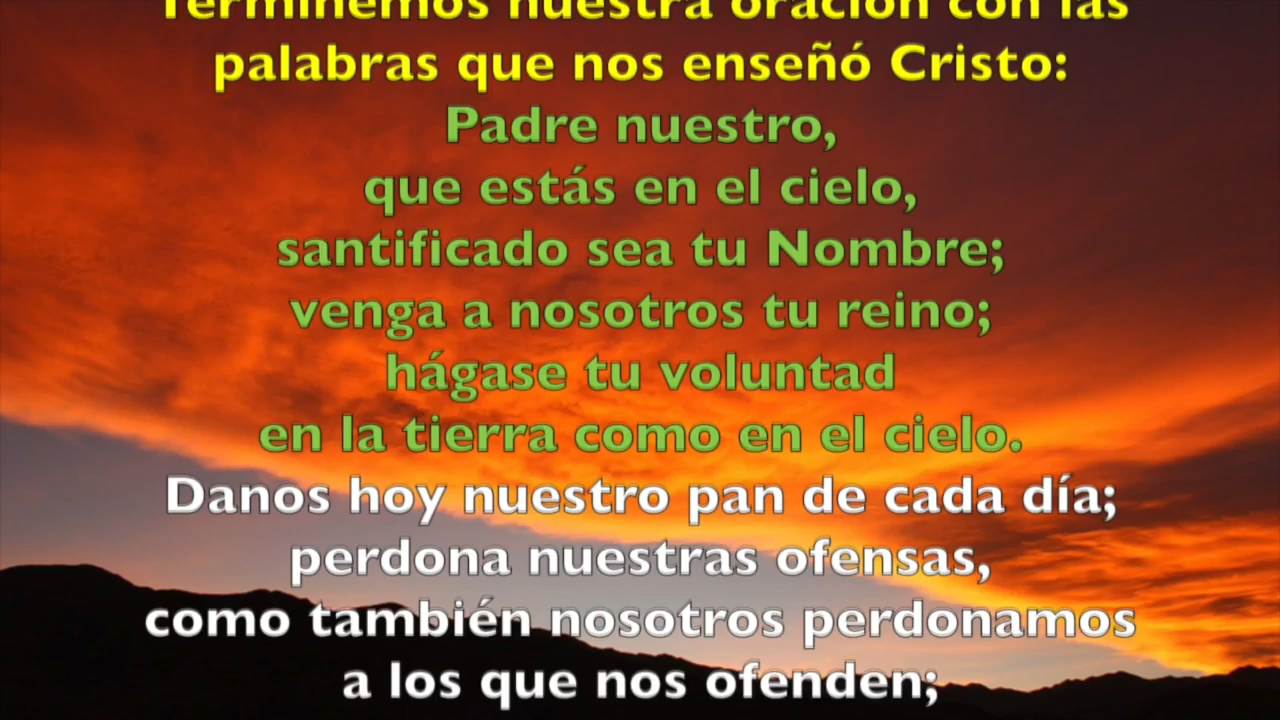 Terminemos nuestra oración con las
palabras que nos enseñó Cristo:
Padre nuestro,
que estás en el cielo,
santificado sea tu Nombre;
venga a nosotros tu reino;
hágase tu voluntad
en la tierra como en el cielo.
Danos hoy nuestro pan de cada día;
perdona nuestras ofensas,
como también nosotros perdonamos
a los que nos ofenden;